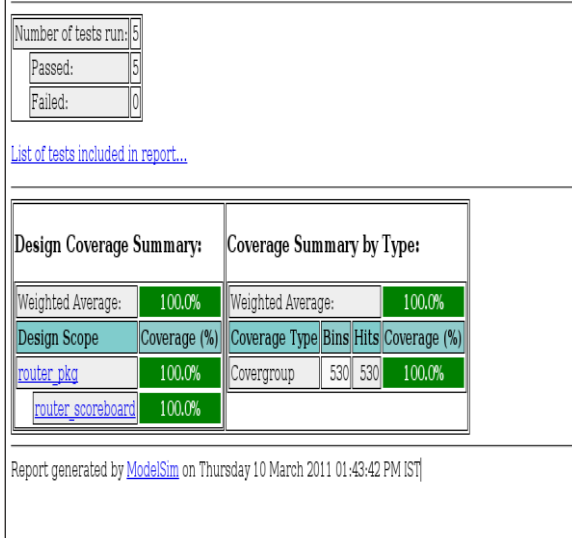 Number of tests run: 5
Passed: 5
Failed: 0
List of tests included in report...
Design Coverage Summary:
Weighted Average: 100.0%
Design Scope Coverage (%)
router_pkg 100.0%
router_scoreboard 100.0%
Coverage Summary by Type:
Weighted Average: 100.0%
Coverage Type Bins Hits Coverage (%)
Covergroup 530 530 100.0%
Report generated by ModelSim on Thursday 10 March 2011 01:43:42 PM IST